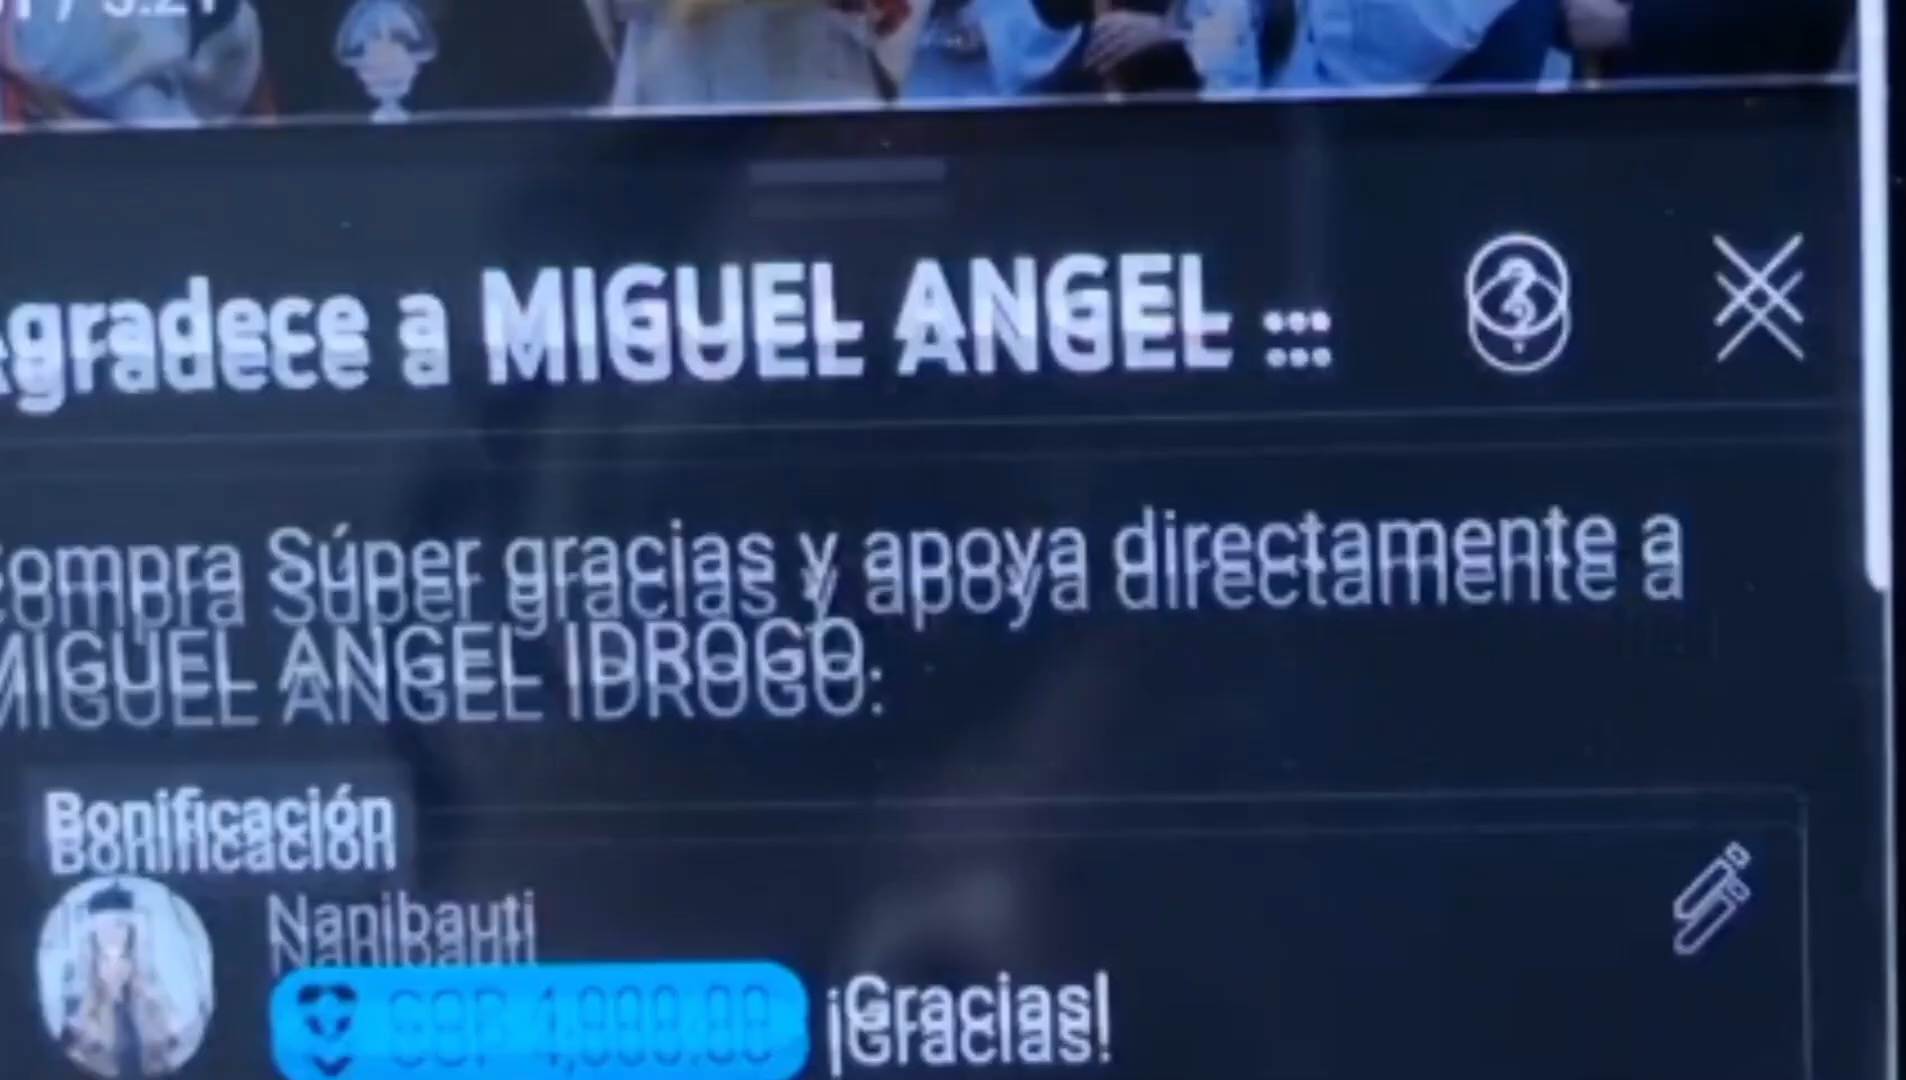 Agradece a MIGUEL ANGEL ...
Compra Súper gracias y apoya directamente a
MIGUEL ANGEL IDROGO:
Bonificación
Nanibauti
¡Gracias!